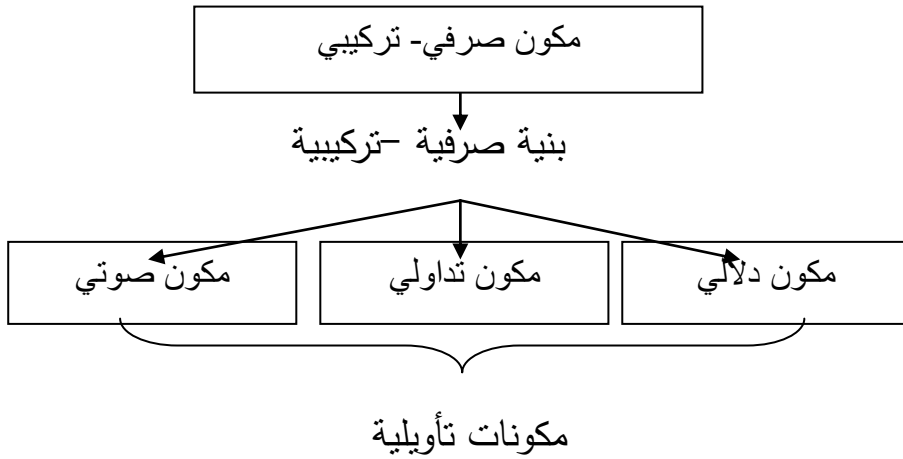 مكون صرفي- تركيبي
بنية صرفية –تركيبية
مكون دلالي
مكون تداولي
مكون صوتي
مكونات تأويلية